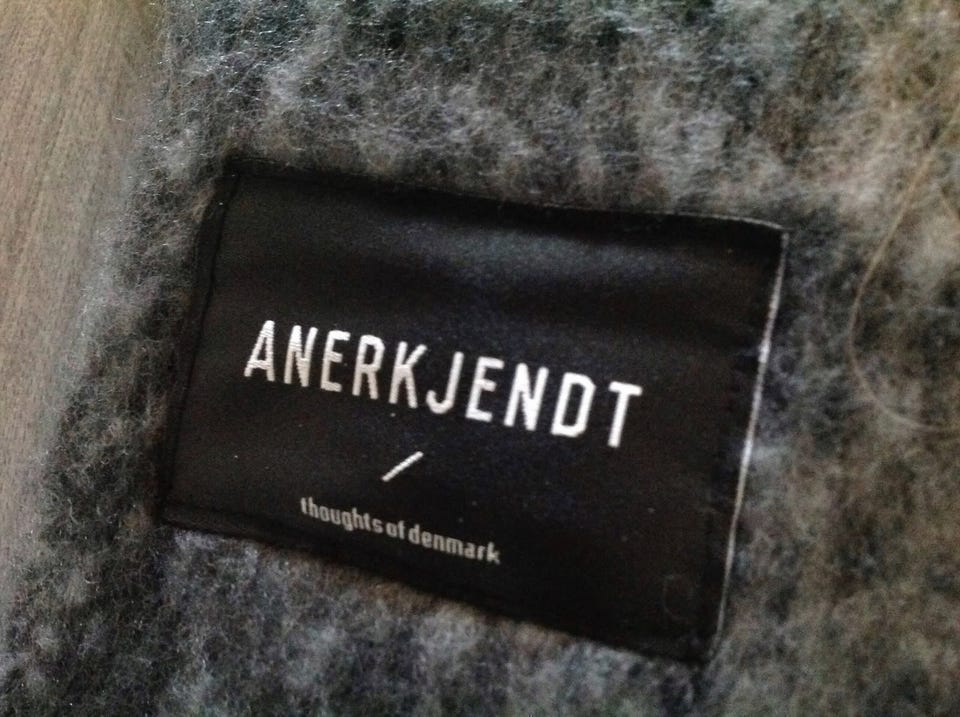 ANERKJENDT
/
thoughts of denmark